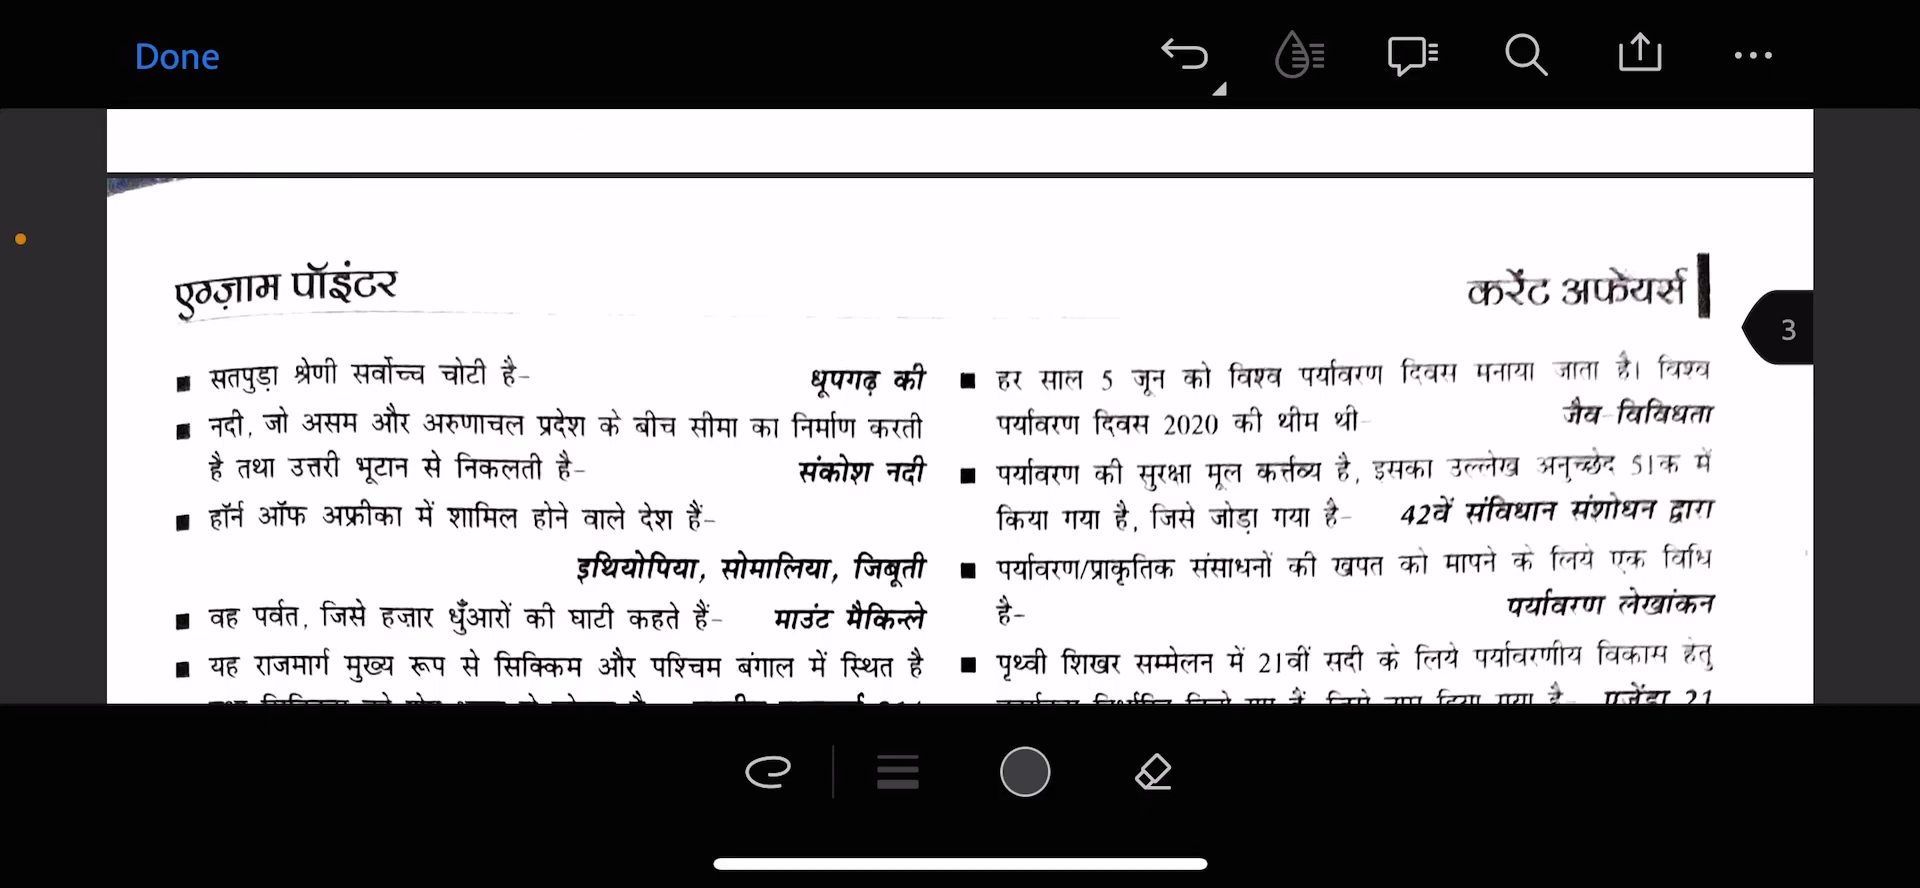 Done
एग्ज़ाम पॉइंटर
करेंट अफेयर्स
3
■ सतपुड़ा श्रेणी सर्वोच्च चोटी है- धूपगढ़ की
■ नदी, जो असम और अरुणाचल प्रदेश के बीच सीमा का निर्माण करती
है तथा उत्तरी भूटान से निकलती है- संकोश नदी
■ हॉर्न ऑफ अफ्रीका में शामिल होने वाले देश हैं-
इथियोपिया, सोमालिया, जिबूती
■ वह पर्वत, जिसे हज़ार धुँआरों की घाटी कहते हैं- माउंट मैकिन्ले
■ यह राजमार्ग मुख्य रूप से सिक्किम और पश्चिम बंगाल में स्थित है
■ हर साल 5 जून को विश्व पर्यावरण दिवस मनाया जाता है। विश्व
पर्यावरण दिवस 2020 की थीम थी- जैव-विविधता
■ पर्यावरण की सुरक्षा मूल कर्त्तव्य है, इसका उल्लेख अनुच्छेद 51क में
किया गया है, जिसे जोड़ा गया है- 42वें संविधान संशोधन द्वारा
■ पर्यावरण/प्राकृतिक संसाधनों की खपत को मापने के लिये एक विधि
है- पर्यावरण लेखांकन
■ पृथ्वी शिखर सम्मेलन में 21वीं सदी के लिये पर्यावरणीय विकास हेतु
एजेंडा 21